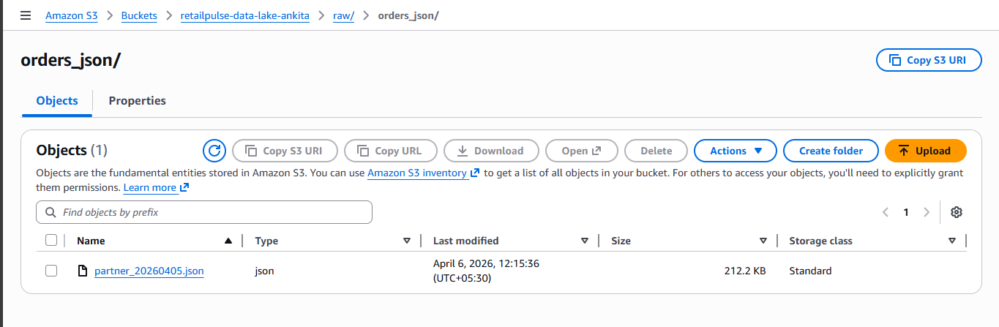 Amazon S3 > Buckets > retailpulse-data-lake-ankita > raw/ > orders_json/
orders_json/
Copy S3 URI
Objects
Properties
Objects (1)
Copy S3 URI
Copy URL
Download
Open
Delete
Actions
Create folder
Upload
Objects are the fundamental entities stored in Amazon S3. You can use Amazon S3 inventory to get a list of all objects in your bucket. For others to access your objects, you'll need to explicitly grant
them permissions. Learn more
Find objects by prefix
1
Name
Type
Last modified
Size
Storage class
partner_20260405.json
json
April 6, 2026, 12:15:36
(UTC+05:30)
212.2 KB
Standard